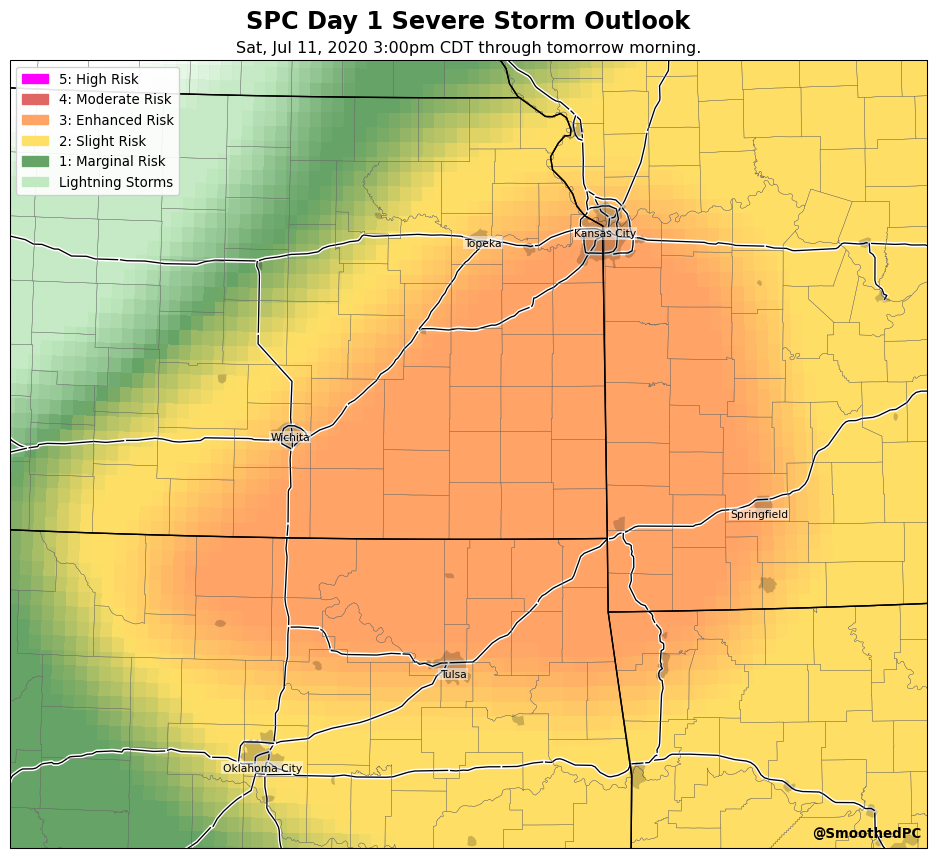 SPC Day 1 Severe Storm Outlook
Sat, Jul 11, 2020 3:00pm CDT through tomorrow morning.
5: High Risk
4: Moderate Risk
3: Enhanced Risk
2: Slight Risk
1: Marginal Risk
Lightning Storms
Kansas City
Topeka
Wichita
Springfield
Tulsa
Oklahoma City
@SmoothedPC